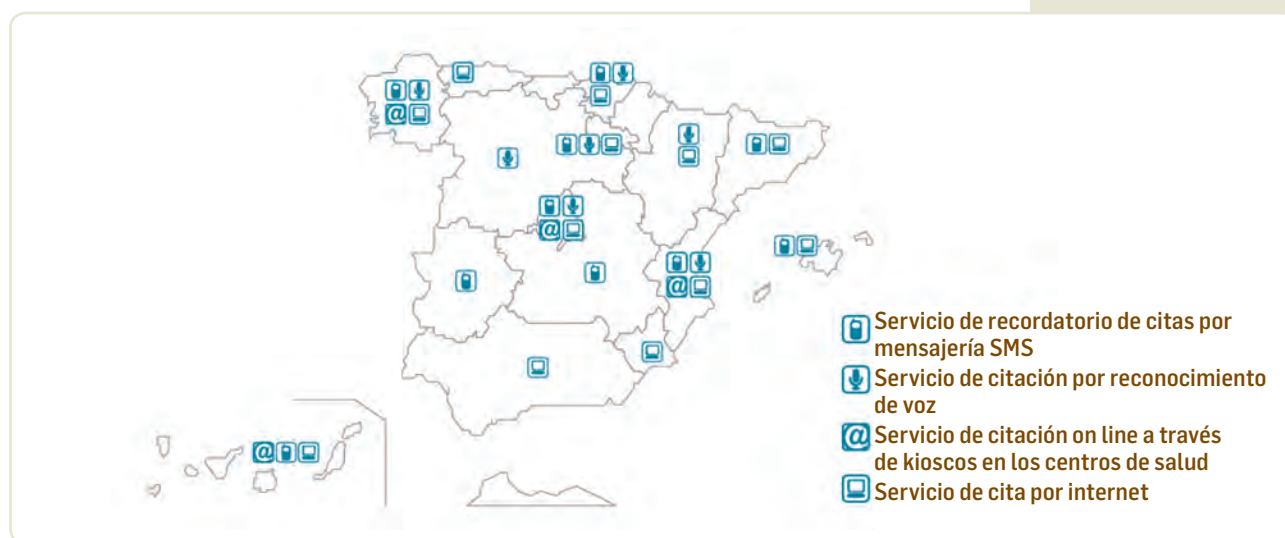 Servicio de recordatorio de citas por
mensajería SMS
Servicio de citación por reconocimiento
de voz
@ Servicio de citación on line a través
de kioscos en los centros de salud
Servicio de cita por internet
@
@
@
@